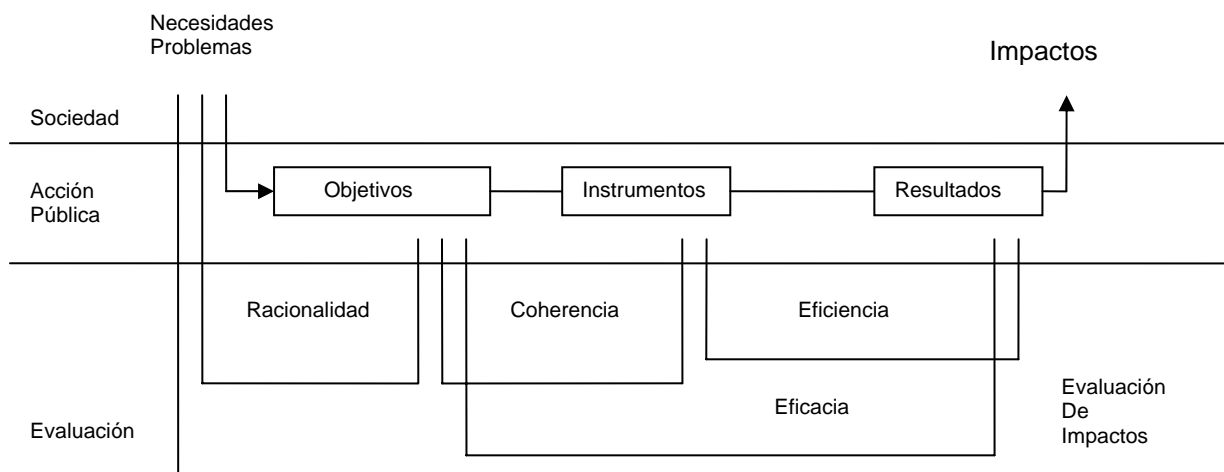 Necesidades
Problemas
Impactos
Sociedad
Acción
Pública
Objetivos
Instrumentos
Resultados
Racionalidad
Coherencia
Eficiencia
Eficacia
Evaluación
De
Impactos
Evaluación